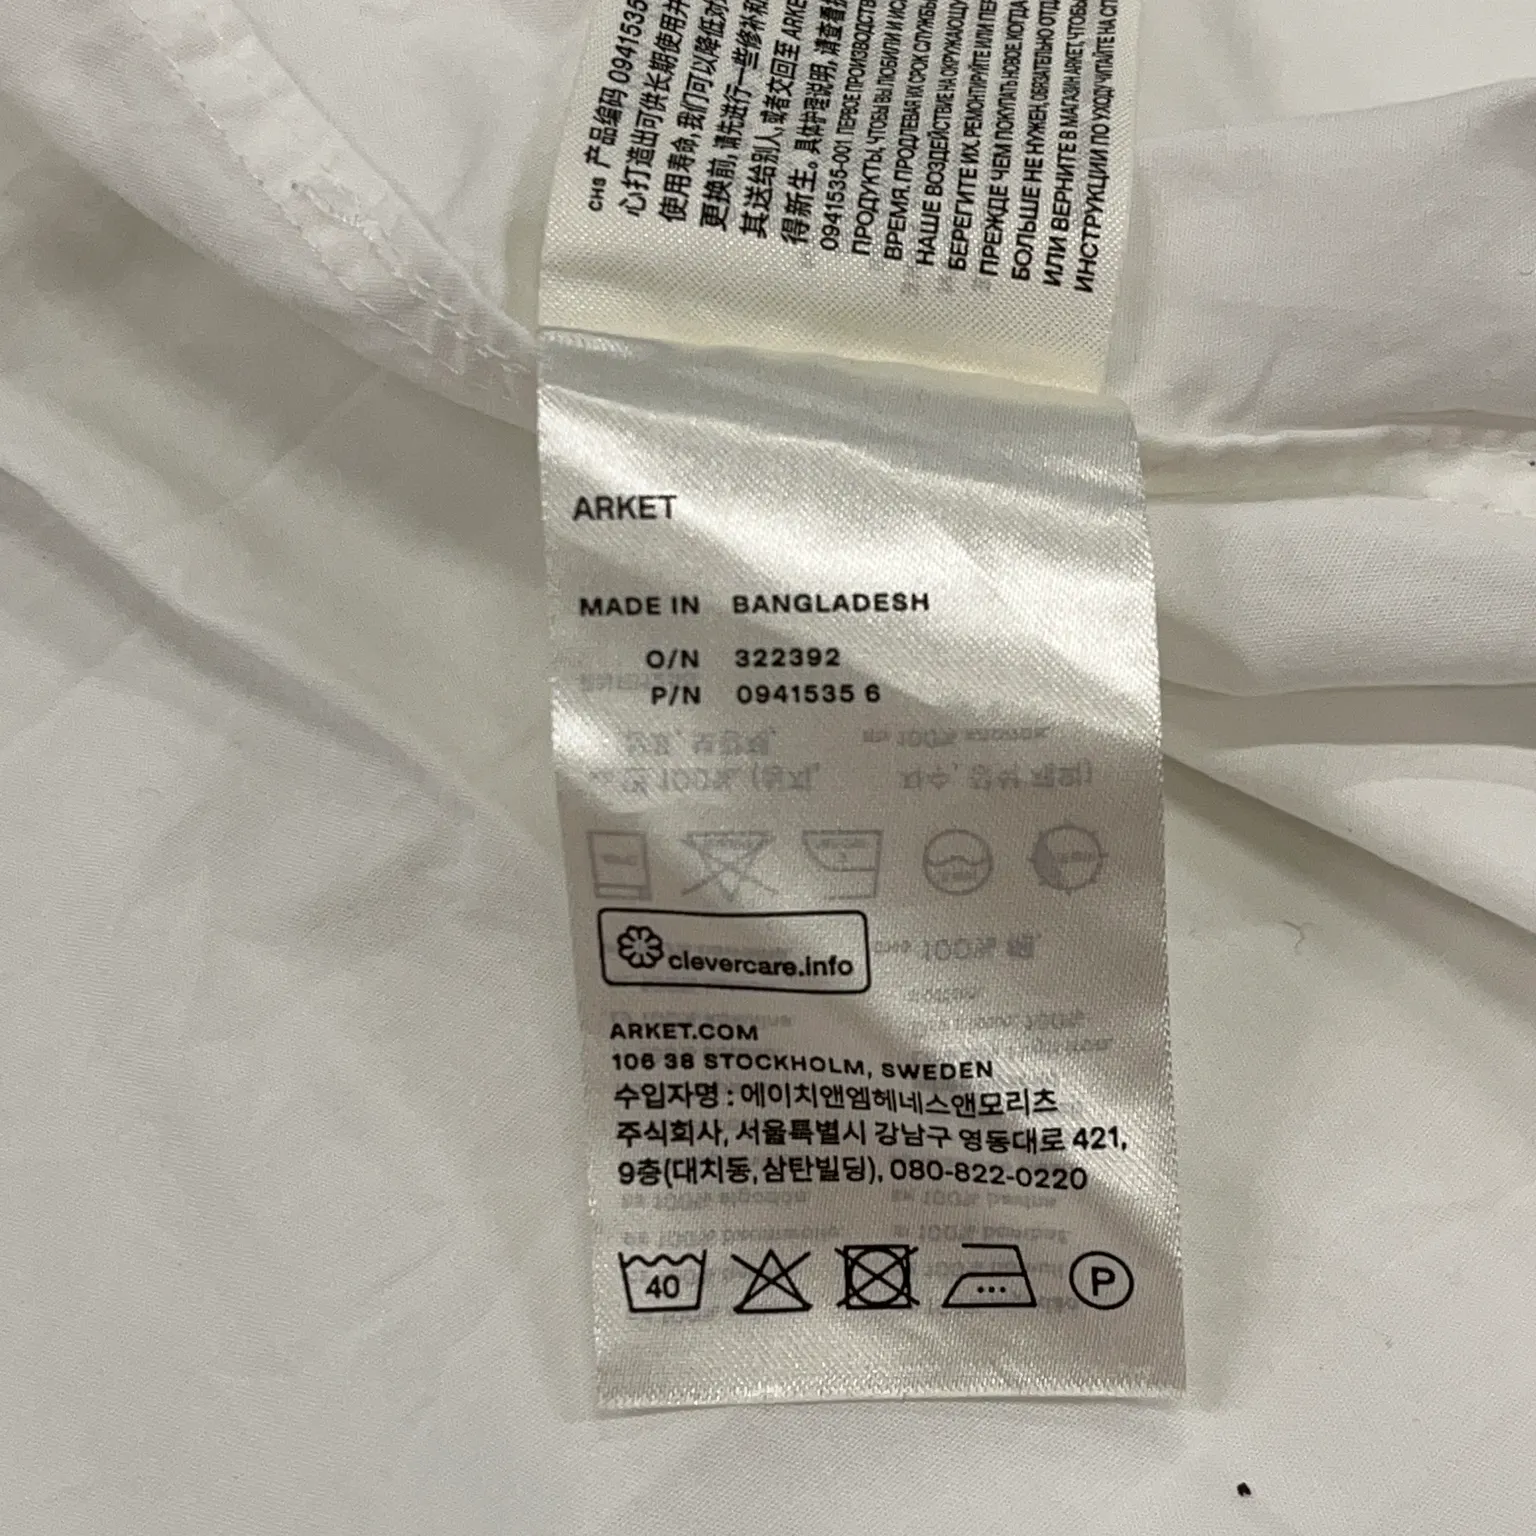 CHS 产品编码 0941535
心打造出可供长期使用并
使用寿命,我们可以降低对
更换前,请先进行一些修补和
其送给别人,或者交回至 ARKE
得新生。具体护理说明,请查看
0941535-001 ПЕРВОЕ ПРОИЗВОДСТВ
ПРОДУКТЫ, ЧТОБЫ ВЫ ЛЮБИЛИ И ИС
ВРЕМЯ. ПРОДЛЕВАЯ ИХ СРОК СЛУЖБЫ
НАШЕ ВОЗДЕЙСТВИЕ НА ОКРУЖАЮЩУ
БЕРЕГИТЕ ИХ. РЕМОНТИРУЙТЕ ИЛИ ПЕ
ПРЕЖДЕ ЧЕМ ПОКУПАТЬ НОВОЕ. КОГДА
БОЛЬШЕ НЕ НУЖЕН, ОБЯЗАТЕЛЬНО ОТД
ИЛИ ВЕРНИТЕ В МАГАЗИН ARKET, ЧТОБЫ
ИНСТРУКЦИИ ПО УХОДУ ЧИТАЙТЕ НА СП
ARKET
MADE IN BANGLADESH
O/N 322392
P/N 0941535 6
clevercare.info
ARKET.COM
106 38 STOCKHOLM, SWEDEN
수입자명 : 에이치앤엠헤네스앤모리츠
주식회사, 서울특별시 강남구 영동대로 421,
9층(대치동,삼탄빌딩), 080-822-0220
40
P